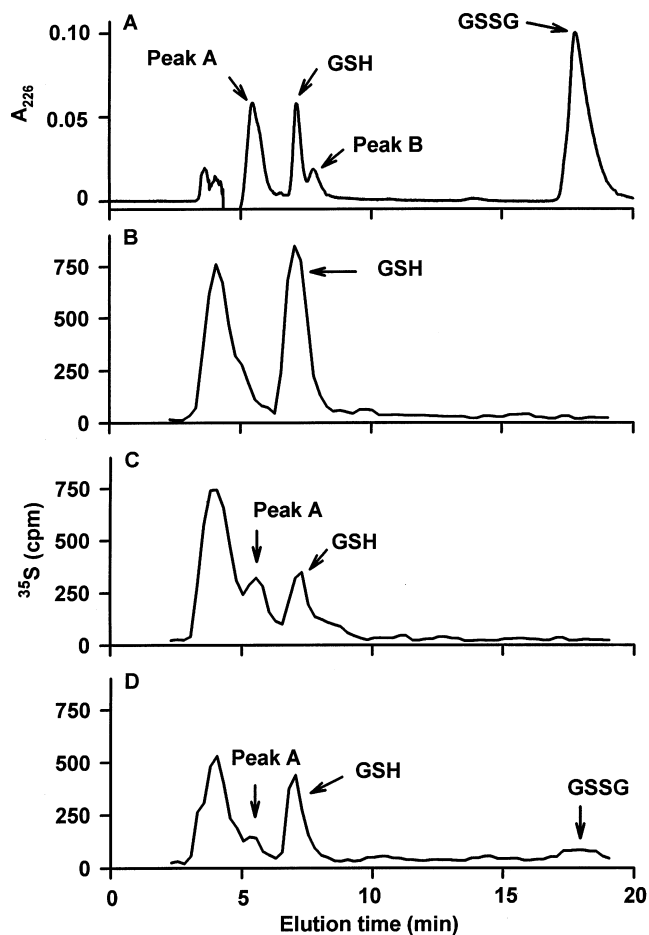 A
GSSG
0.10
Peak A
GSH
A226
0.05
Peak B
0
B
750
GSH
500
250
0
C
750
Peak A
500
GSH
35S (cpm)
250
0
D
750
Peak A
500
GSH
GSSG
250
0
0 5 10 15 20
Elution time (min)